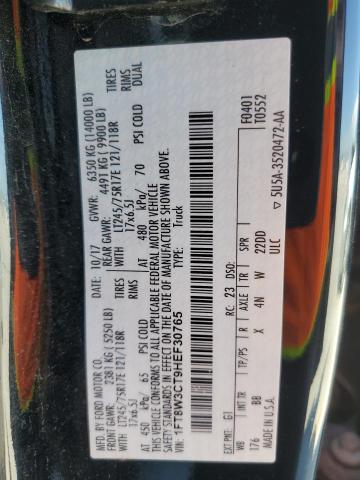 MFD. BY FORD MOTOR CO.
10/17
GVWR: 6350 KG (14000 LB)
FRONT GAWR: 2381 KG ( 5250 LB)
REAR GAWR: 4491 KG ( 9900 LB)
LT245/75R17E 121/118R
TIRES
WITH
LT245/75R17E 121/118R
TIRES
17x6.5J
RIMS
WITH
17x6.5J
RIMS
AT 450 kPa/ 65 PSI COLD
AT 480 kPa/ 70 PSI COLD
DUAL
THIS VEHICLE CONFORMS TO ALL APPLICABLE FEDERAL MOTOR VEHICLE
SAFETY STANDARDS IN EFFECT ON THE DATE OF MANUFACTURE SHOWN ABOVE.
1FT8W3CT9HEF30765
TYPE: Truck
F0401
T0552
EXT PNT: G1
RC: 23
DSO:
WB
TP/PS
R
AXLE
TR
SPR
176
BB
X
4N
W
22DD
MADE IN U.S.A.
ULC
5U5A-3520472-AA